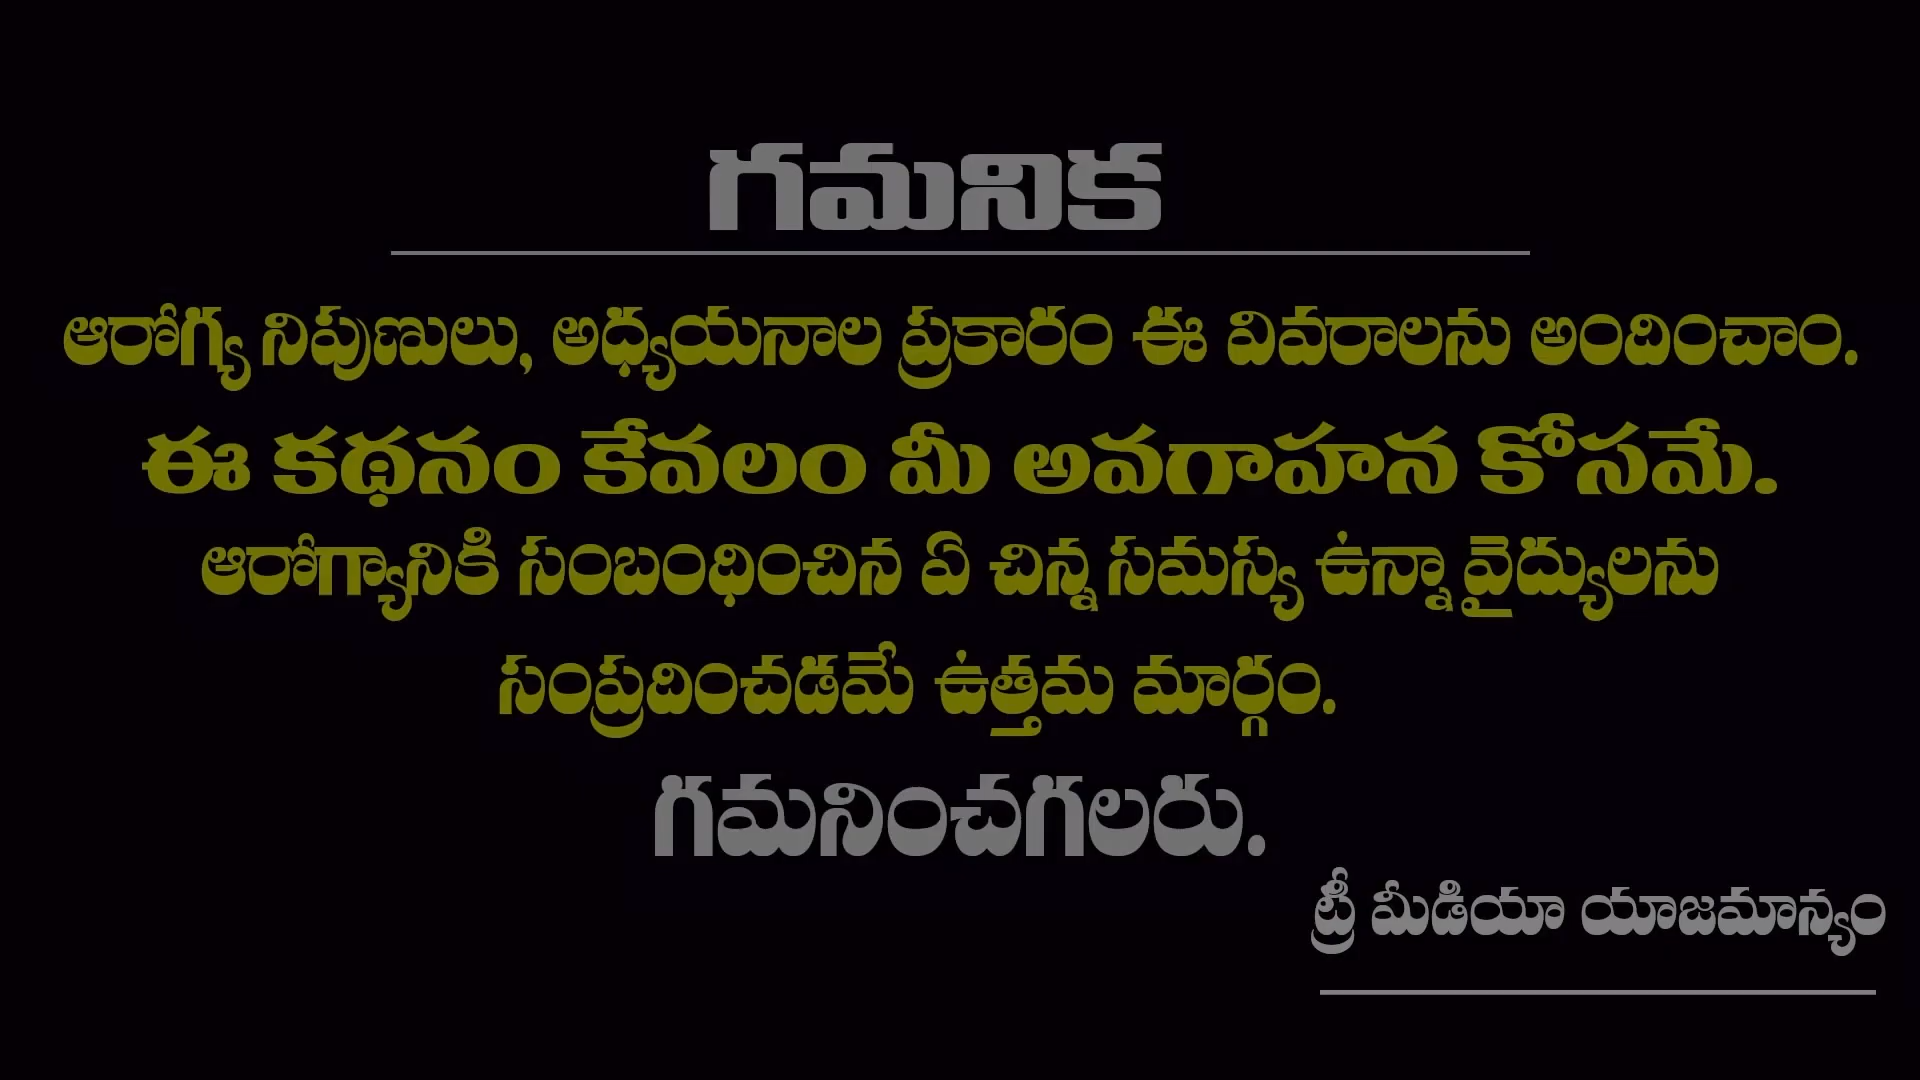 గమనిక
ఆరోగ్య నిపుణులు, అధ్యయనాల ప్రకారం ఈ వివరాలను అందించాం.
ఈ కథనం కేవలం మీ అవగాహన కోసమే.
ఆరోగ్యానికి సంబంధించిన ఏ చిన్న సమస్య ఉన్నా వైద్యులను
సంప్రదించడమే ఉత్తమ మార్గం.
గమనించగలరు.
ట్రీ మీడియా యాజమాన్యం